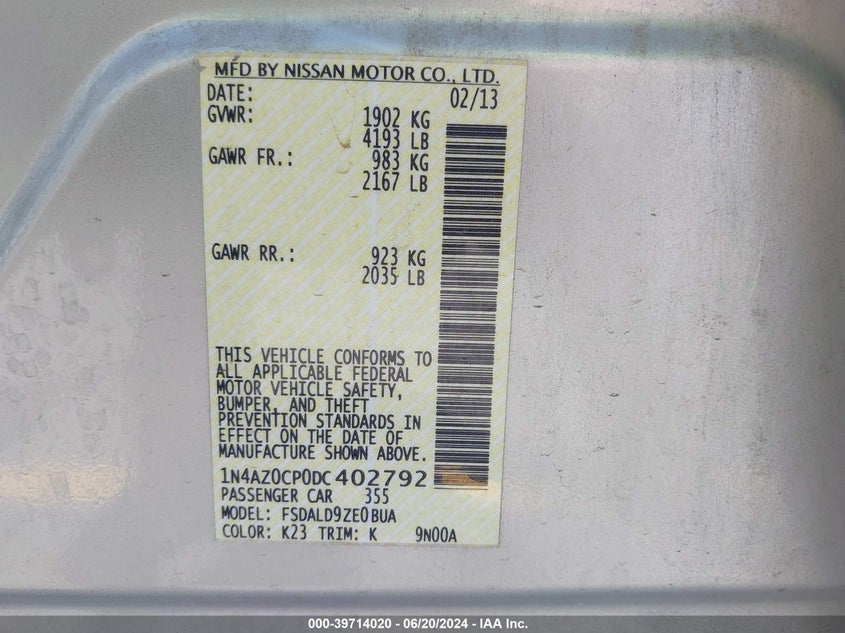 MFD BY NISSAN MOTOR CO., LTD.
DATE: 02/13
GVWR: 1902 KG
4193 LB
GAWR FR.: 983 KG
2167 LB
GAWR RR.: 923 KG
2035 LB
THIS VEHICLE CONFORMS TO
ALL APPLICABLE FEDERAL
MOTOR VEHICLE SAFETY,
BUMPER, AND THEFT
PREVENTION STANDARDS IN
EFFECT ON THE DATE OF
MANUFACTURE SHOWN ABOVE.
1N4AZ0CP0DC402792
PASSENGER CAR 355
MODEL: FSDALD9ZE0BUA
COLOR: K23 TRIM: K 9N00A
000-39714020 - 06/20/2024 - IAA Inc.